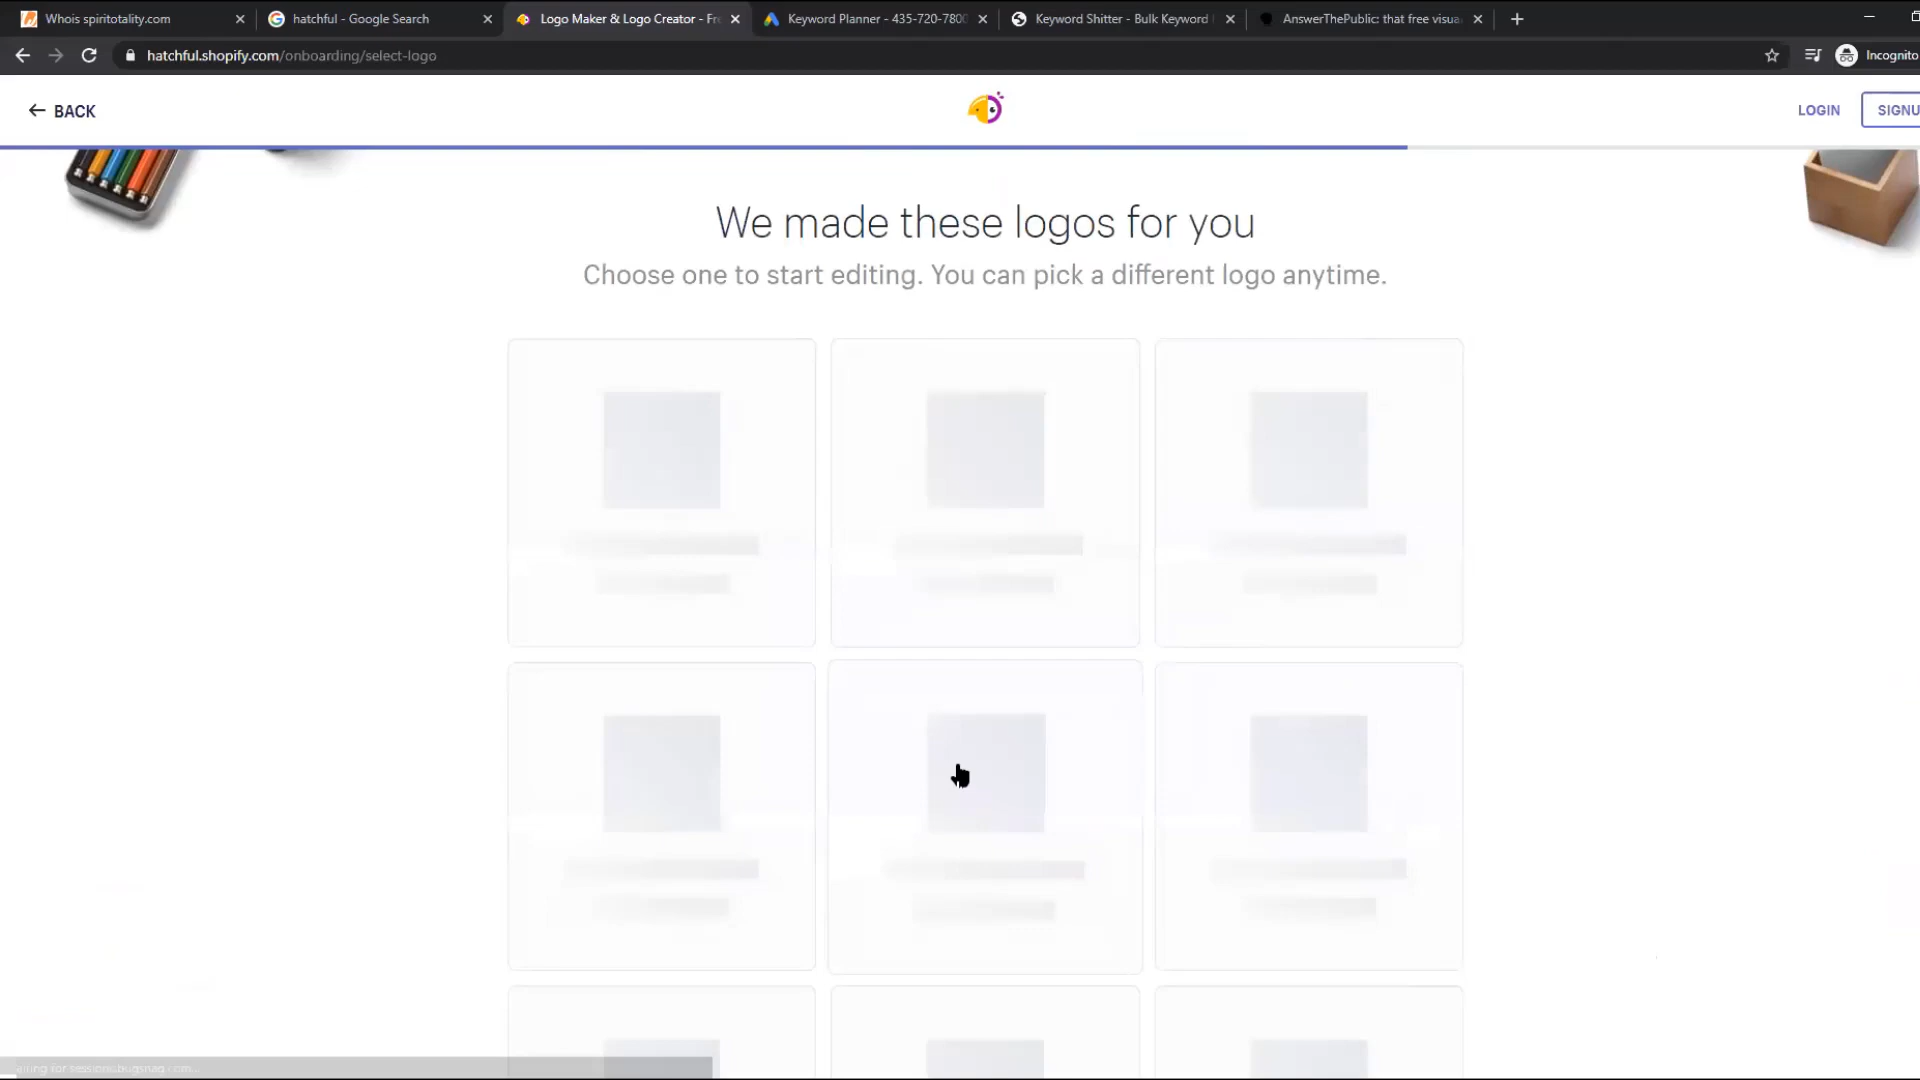 Whois spiritotality.com
hatchful - Google Search
Logo Maker & Logo Creator - Fr
Keyword Planner - 435-720-7800
Keyword Shitter - Bulk Keyword
AnswerThePublic: that free visua
hatchful.shopify.com/onboarding/select-logo
Incognito
BACK
LOGIN
SIGNU
We made these logos for you
Choose one to start editing. You can pick a different logo anytime.